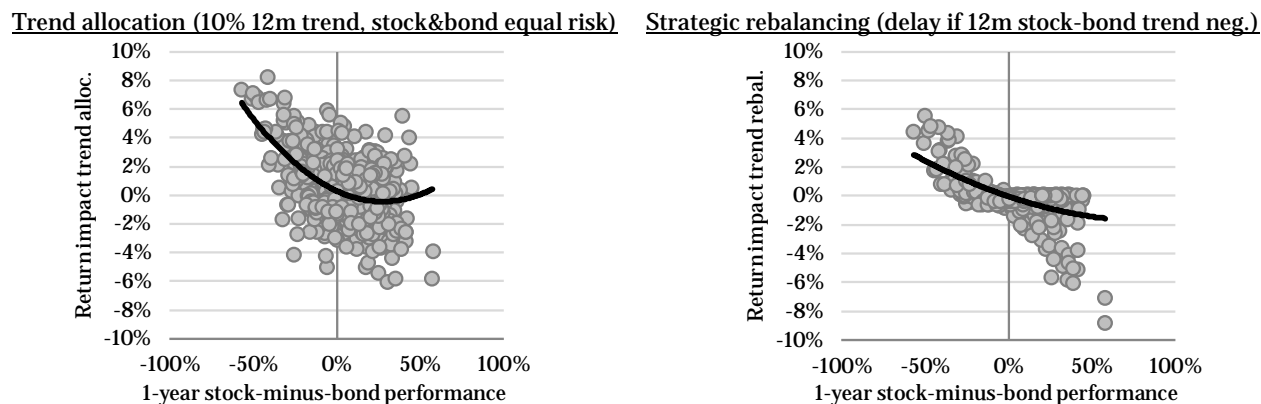 Trend allocation (10% 12m trend, stock&bond equal risk)
10%
8%
6%
4%
2%
0%
-2%
-4%
-6%
-8%
-10%
Return impact trend alloc.
-100% -50% 0% 50% 100%
1-year stock-minus-bond performance
Strategic rebalancing (delay if 12m stock-bond trend neg.)
10%
8%
6%
4%
2%
0%
-2%
-4%
-6%
-8%
-10%
Return impact trend rebal.
-100% -50% 0% 50% 100%
1-year stock-minus-bond performance